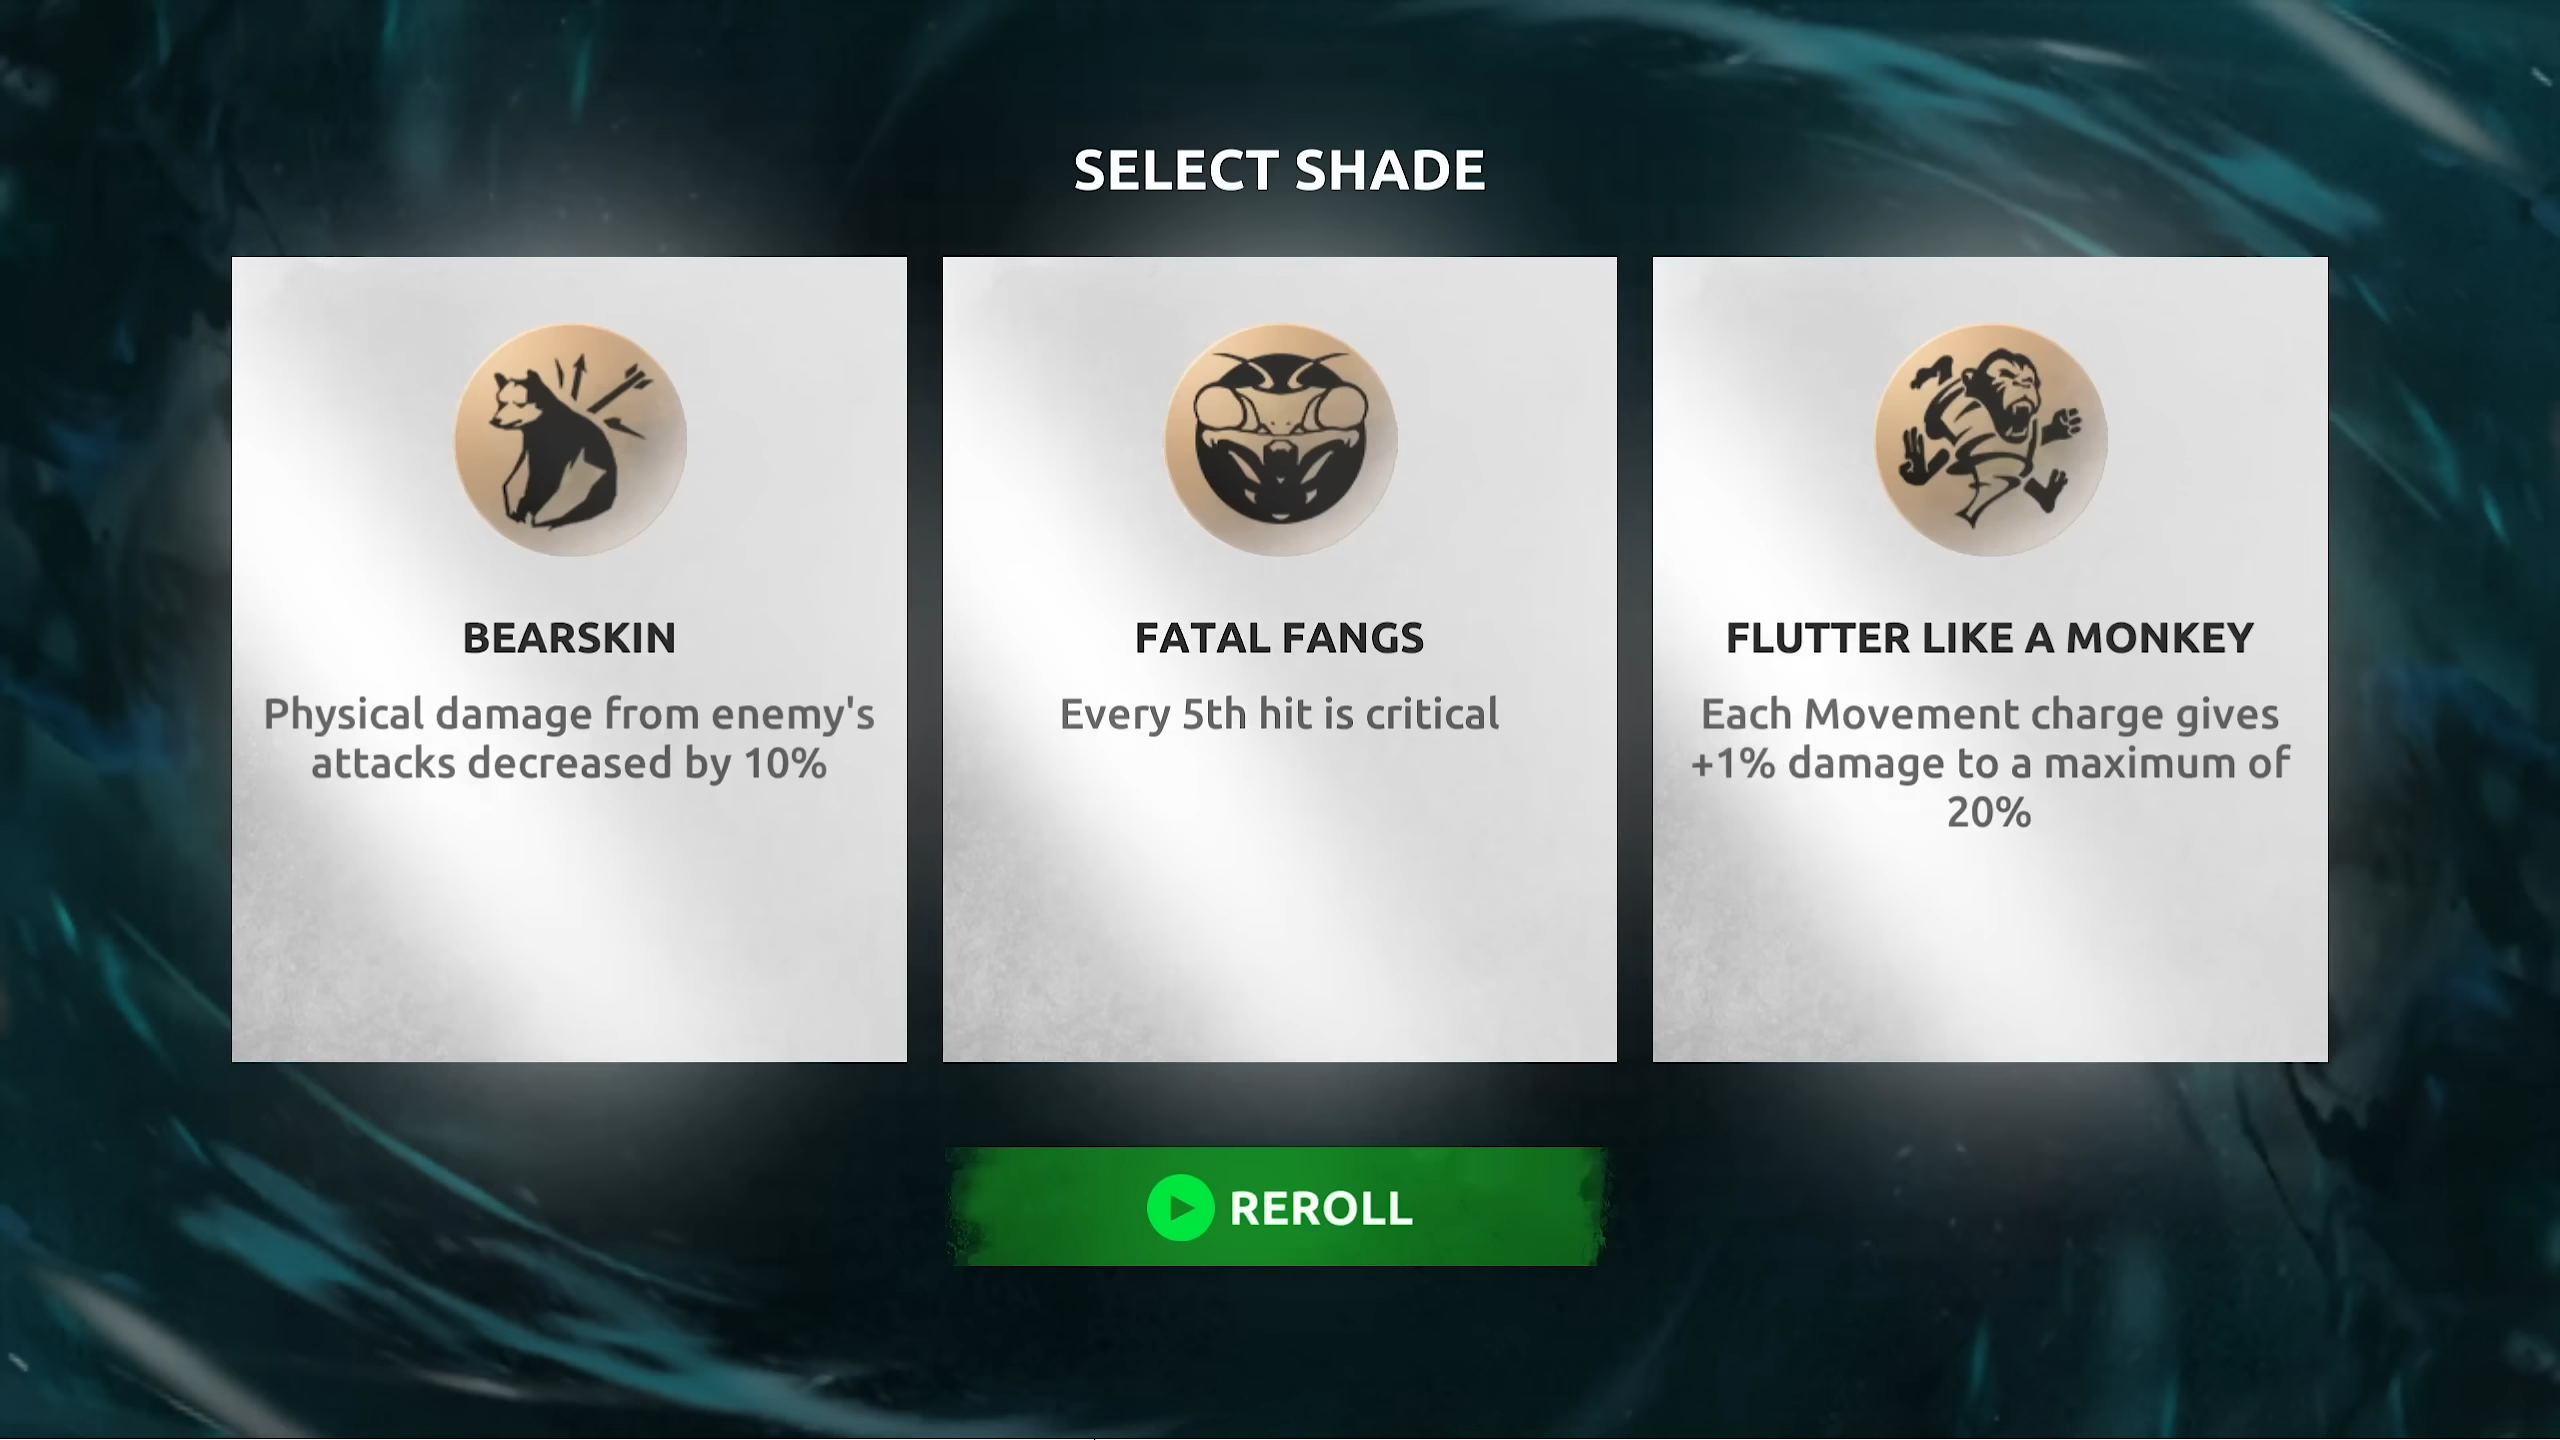 SELECT SHADE
BEARSKIN
Physical damage from enemy's
attacks decreased by 10%
FATAL FANGS
Every 5th hit is critical
FLUTTER LIKE A MONKEY
Each Movement charge gives
+1% damage to a maximum of
20%
REROLL